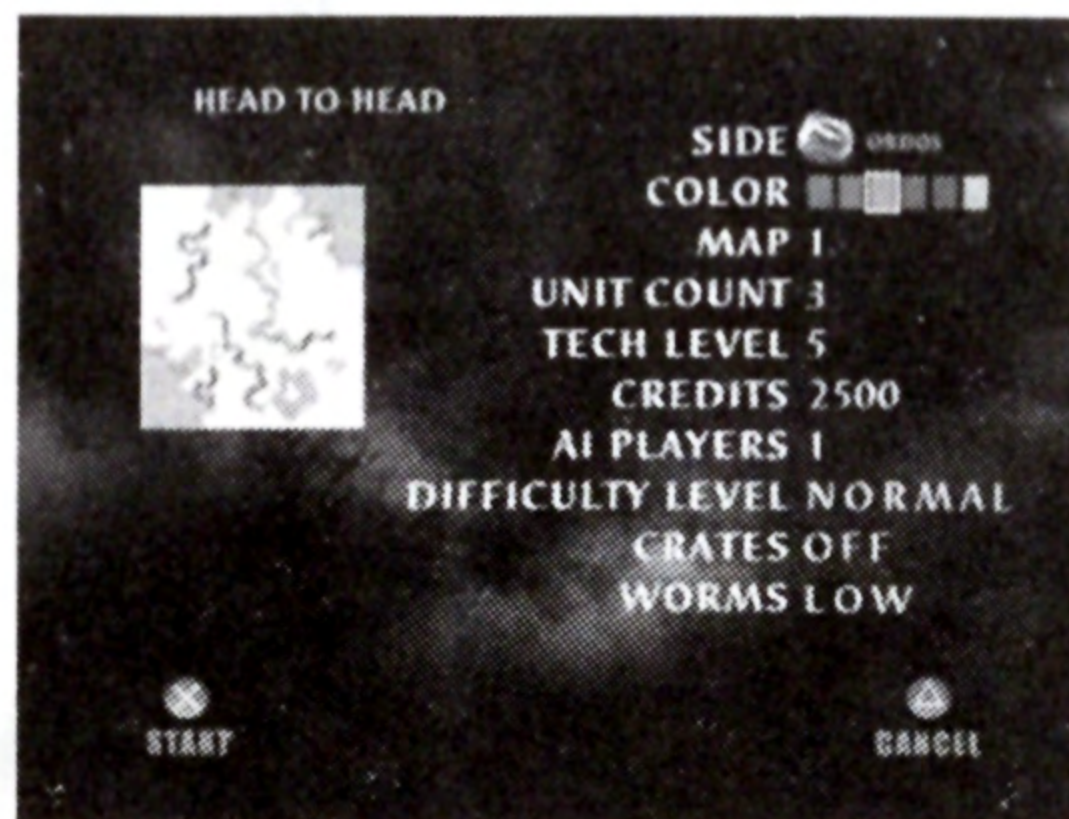 HEAD TO HEAD
SIDE ORDOS
COLOR
MAP 1
UNIT COUNT 3
TECH LEVEL 5
CREDITS 2500
AI PLAYERS 1
DIFFICULTY LEVEL NORMAL
CRATES OFF
WORMS LOW
START
CANCEL